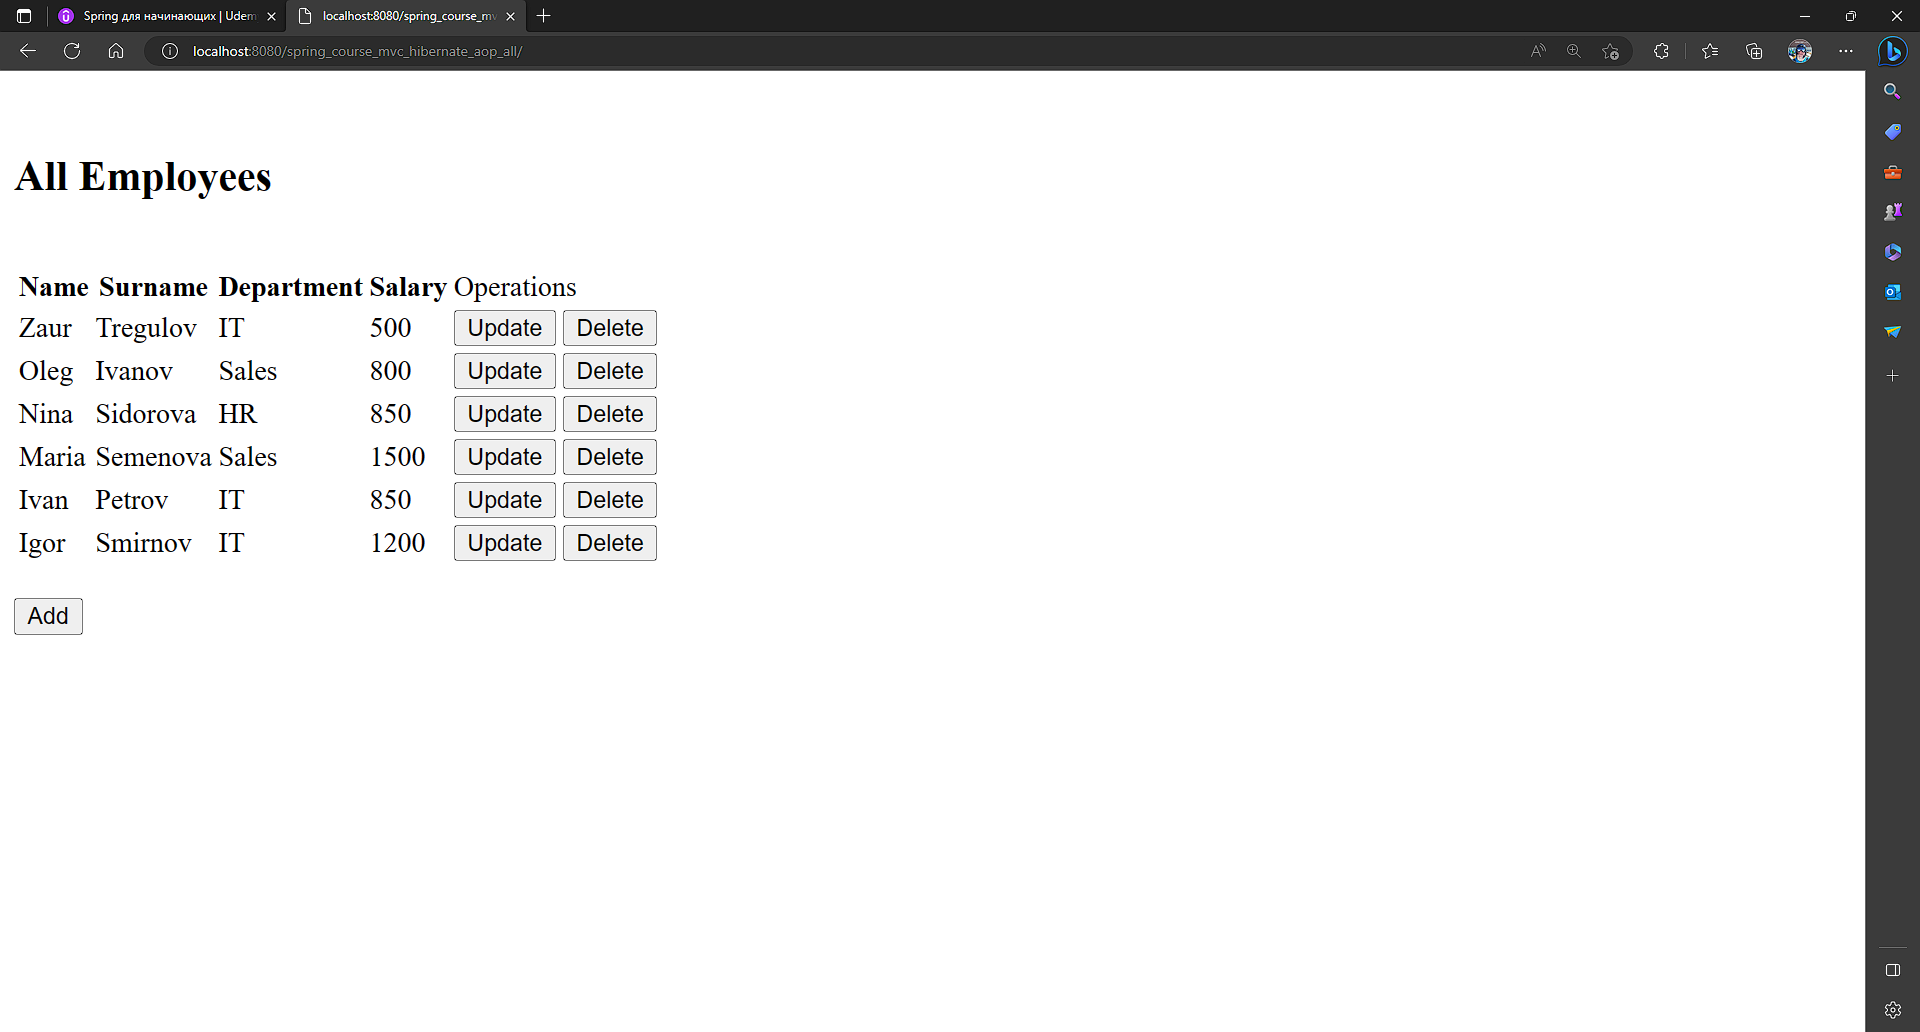 Spring для начинающих | Udem
localhost:8080/spring_course_mv
localhost:8080/spring_course_mvc_hibernate_aop_all/
All Employees
Name Surname Department Salary Operations
Zaur Tregulov IT 500 Update Delete
Oleg Ivanov Sales 800 Update Delete
Nina Sidorova HR 850 Update Delete
Maria Semenova Sales 1500 Update Delete
Ivan Petrov IT 850 Update Delete
Igor Smirnov IT 1200 Update Delete
Add